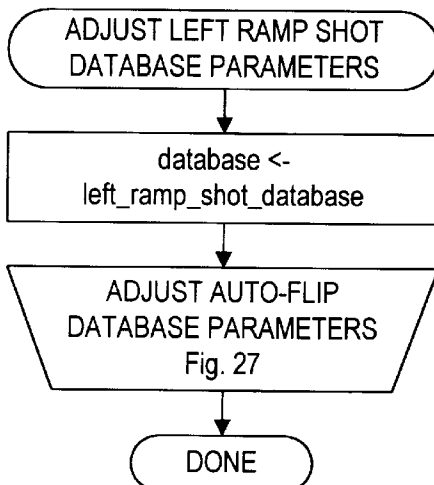 ADJUST LEFT RAMP SHOT
DATABASE PARAMETERS
database <-
left_ramp_shot_database
ADJUST AUTO-FLIP
DATABASE PARAMETERS
Fig. 27
DONE